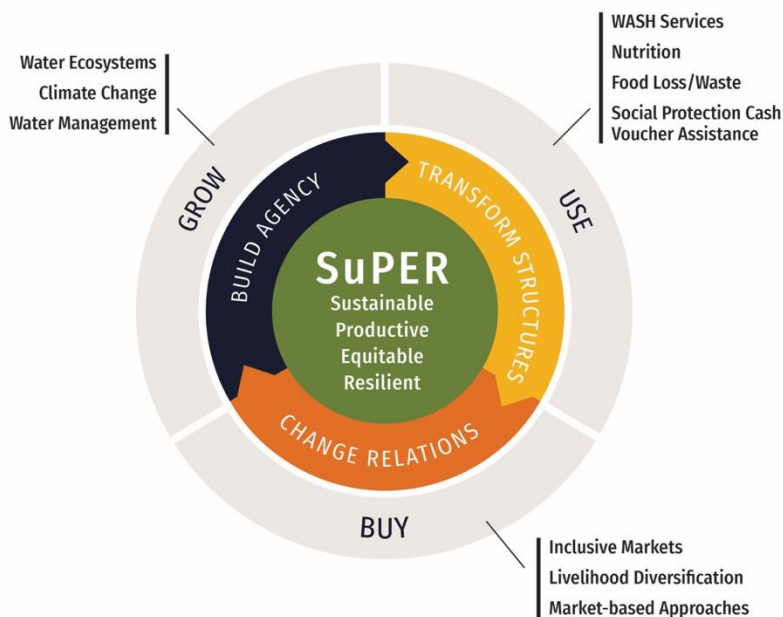 Water Ecosystems
Climate Change
Water Management
WASH Services
Nutrition
Food Loss/Waste
Social Protection Cash
Voucher Assistance
GROW
USE
BUILD AGENCY
TRANSFORM STRUCTURES
SuPER
Sustainable
Productive
Equitable
Resilient
CHANGE RELATIONS
BUY
Inclusive Markets
Livelihood Diversification
Market-based Approaches